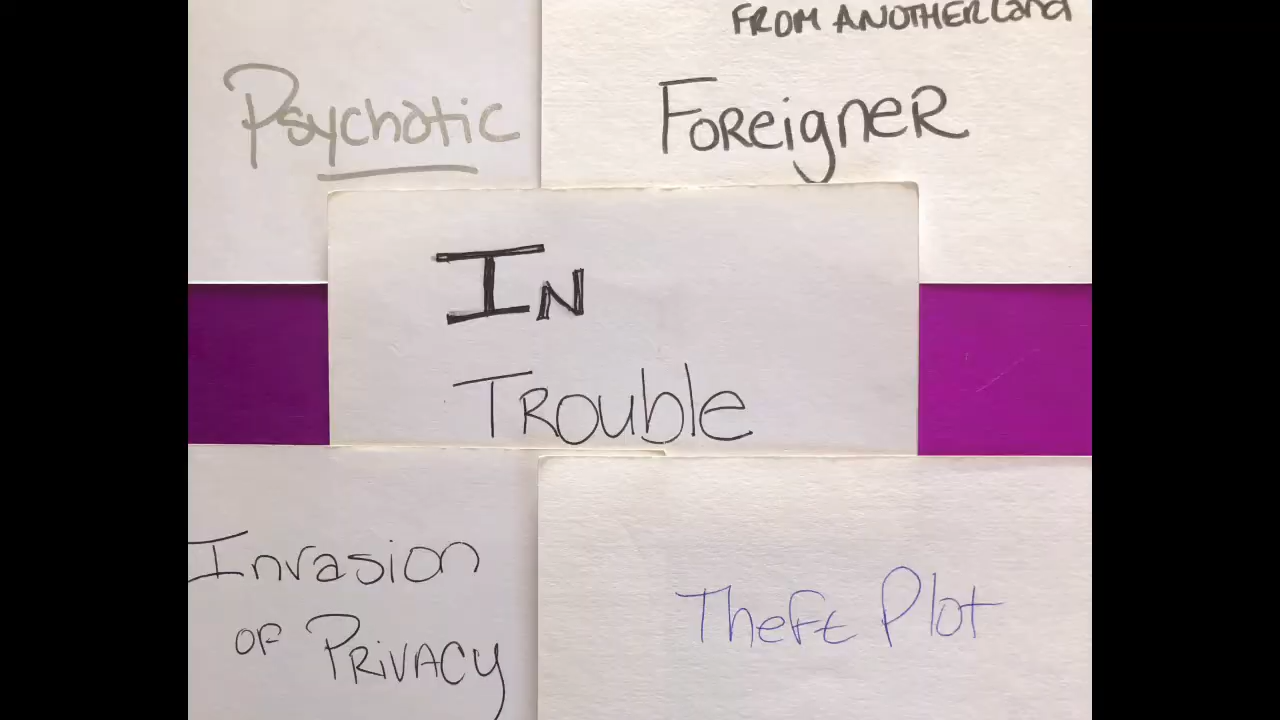 FROM ANOTHER Land
Psychotic
Foreigner
In
Trouble
Invasion
of Privacy
Theft Plot